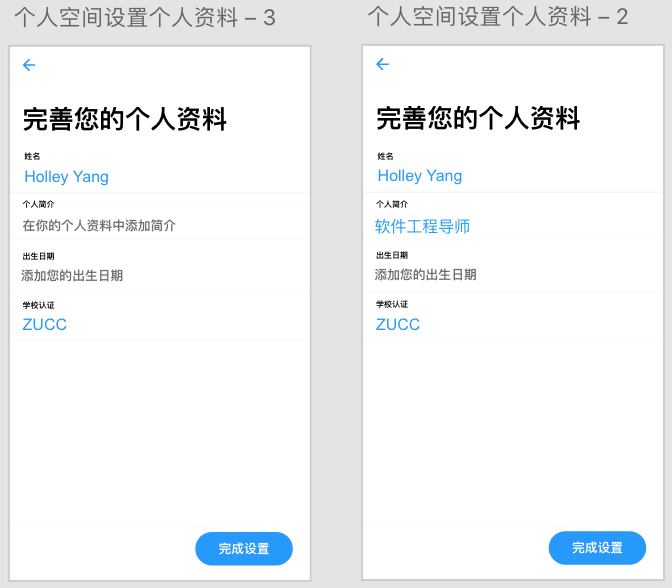 个人空间设置个人资料 – 3
完善您的个人资料
姓名
Holley Yang
个人简介
在你的个人资料中添加简介
出生日期
添加您的出生日期
学校认证
ZUCC
完成设置
个人空间设置个人资料 – 2
完善您的个人资料
姓名
Holley Yang
个人简介
软件工程导师
出生日期
添加您的出生日期
学校认证
ZUCC
完成设置